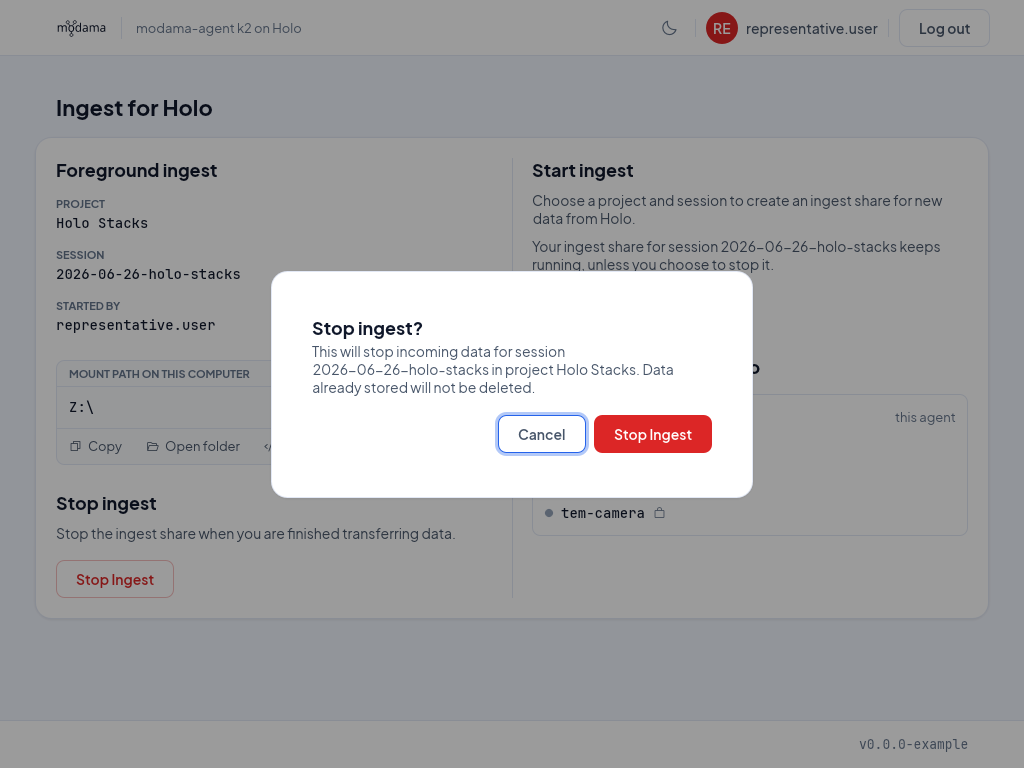 modama
modama-agent k2 on Holo
RE
representative.user
Log out
Ingest for Holo
Foreground ingest
PROJECT
Holo Stacks
SESSION
2026-06-26-holo-stacks
STARTED BY
representative.user
MOUNT PATH ON THIS COMPUTER
Z:\
Copy
Open folder
Stop ingest
Stop the ingest share when you are finished transferring data.
Stop Ingest
Start ingest
Choose a project and session to create an ingest share for new
data from Holo.
Your ingest share for session 2026-06-26-holo-stacks keeps
running, unless you choose to stop it.
this agent
tem-camera
Stop ingest?
This will stop incoming data for session
2026-06-26-holo-stacks in project Holo Stacks. Data
already stored will not be deleted.
Cancel
Stop Ingest
v0.0.0-example